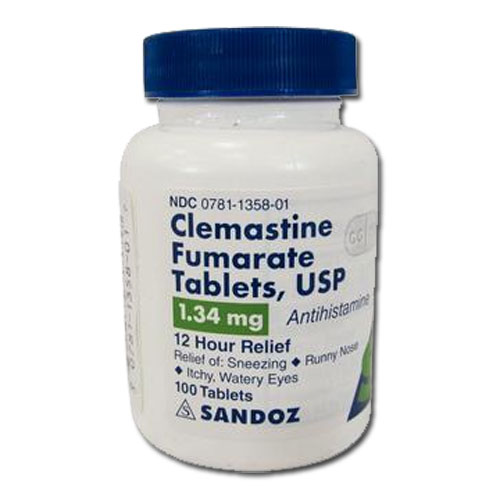 NDC 0781-1358-01
Clemastine
Fumarate
Tablets, USP
GG
1.34 mg
Antihistamine
12 Hour Relief
Relief of: Sneezing ◆ Runny Nose
◆ Itchy, Watery Eyes
100 Tablets
S SANDOZ